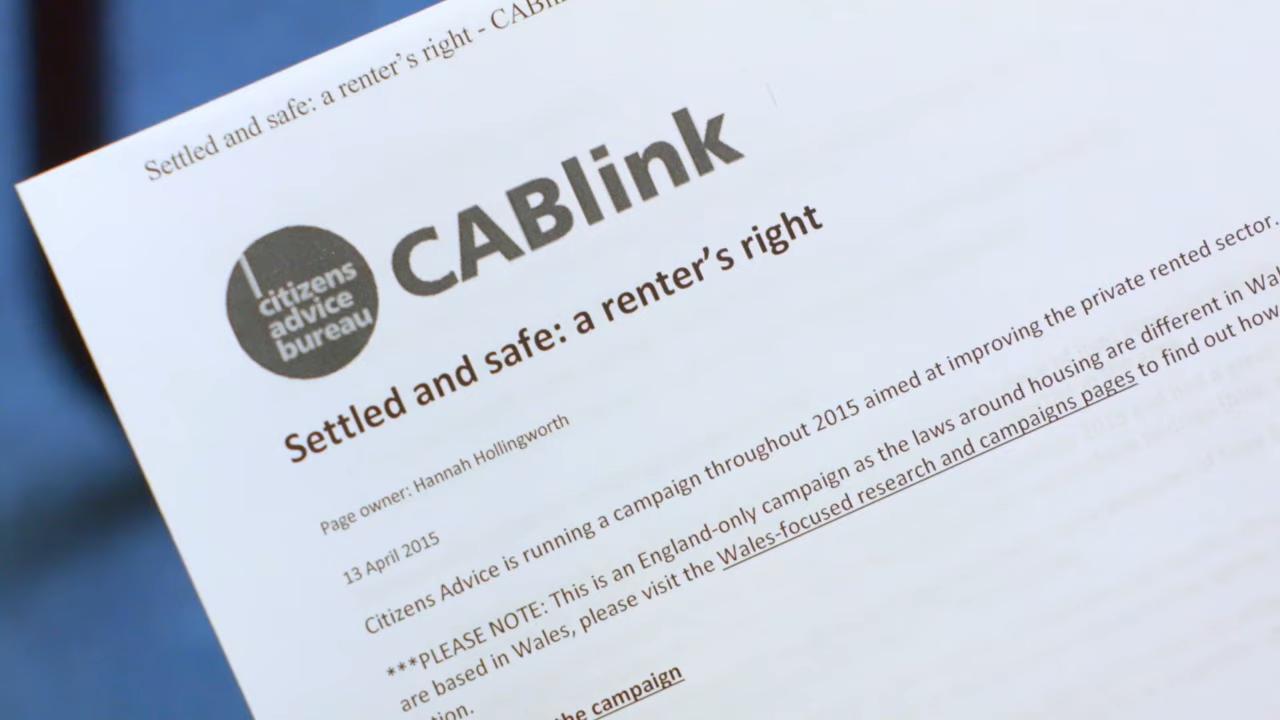 Settled and safe: a renter's right - CABlin
citizens
advice
bureau
CABlink
Settled and safe: a renter's right
Page owner: Hannah Hollingworth
13 April 2015
Citizens Advice is running a campaign throughout 2015 aimed at improving the private rented sector.
***PLEASE NOTE: This is an England-only campaign as the laws around housing are different in Wal
are based in Wales, please visit the Wales-focused research and campaigns pages to find out how
tion.
the campaign